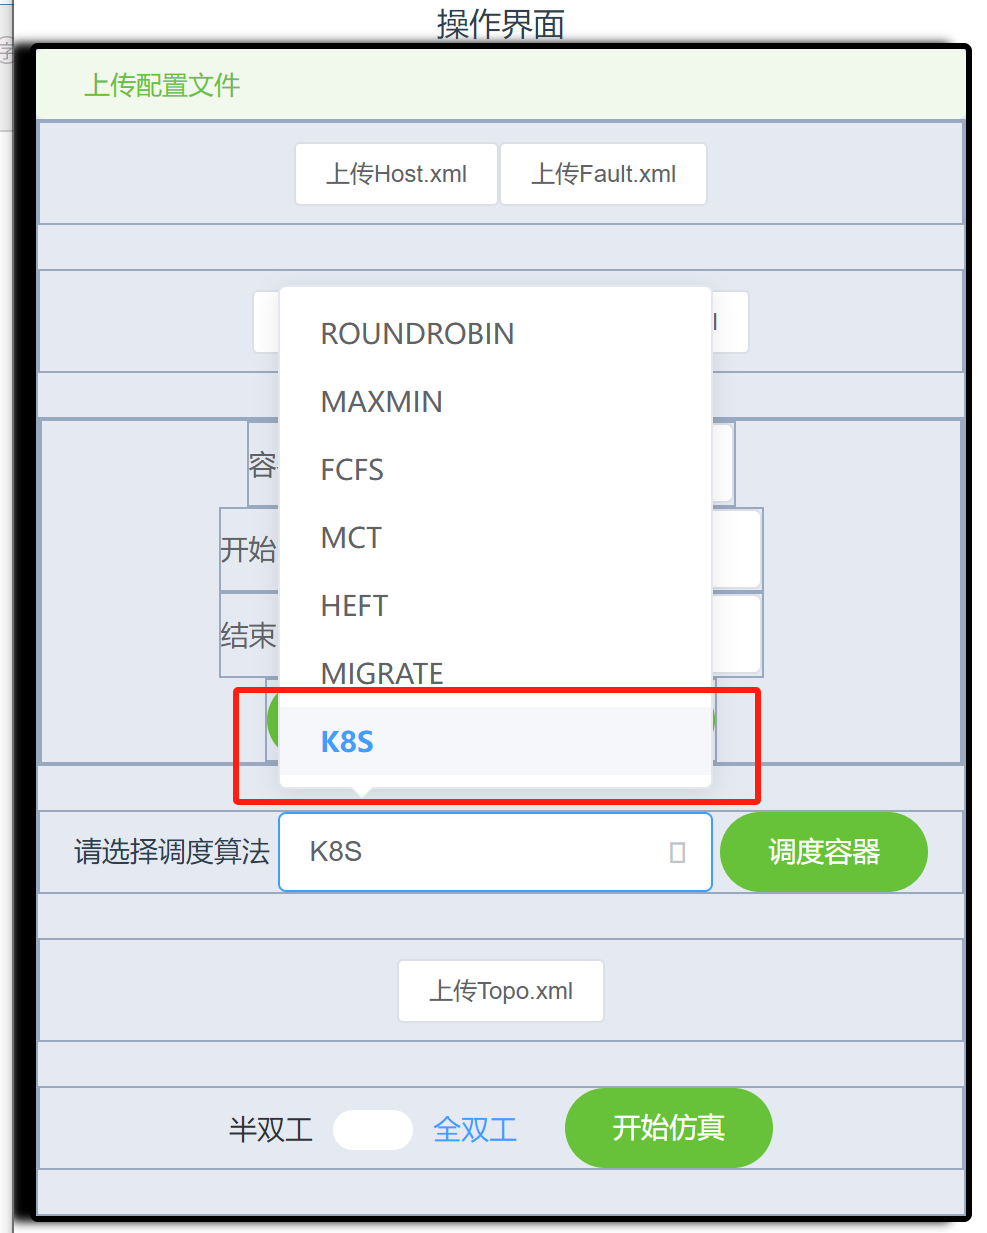 操作界面
上传配置文件
上传Host.xml 上传Fault.xml
ROUNDROBIN
MAXMIN
FCFS
容
MCT
开始
HEFT
结束
MIGRATE
K8S
请选择调度算法 K8S 调度容器
上传Topo.xml
半双工 全双工 开始仿真